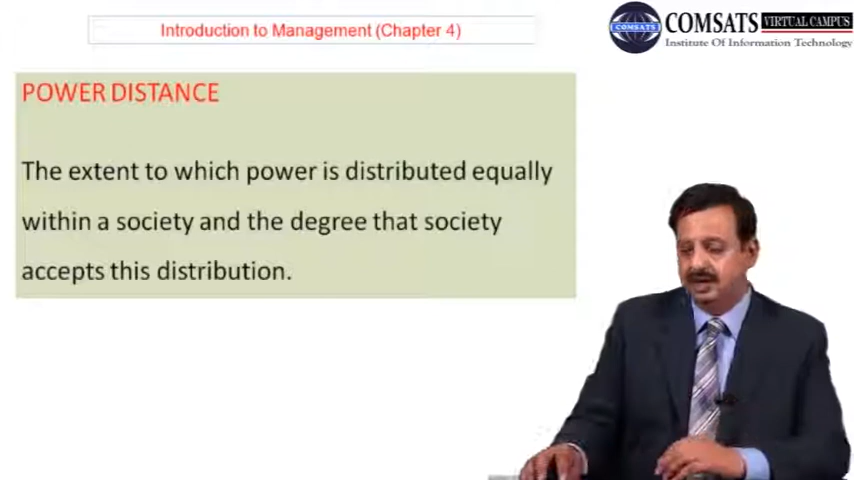 Introduction to Management (Chapter 4)
COMSATS VIRTUAL CAMPUS
COMSATS
Institute Of Information Technology
POWER DISTANCE
The extent to which power is distributed equally
within a society and the degree that society
accepts this distribution.